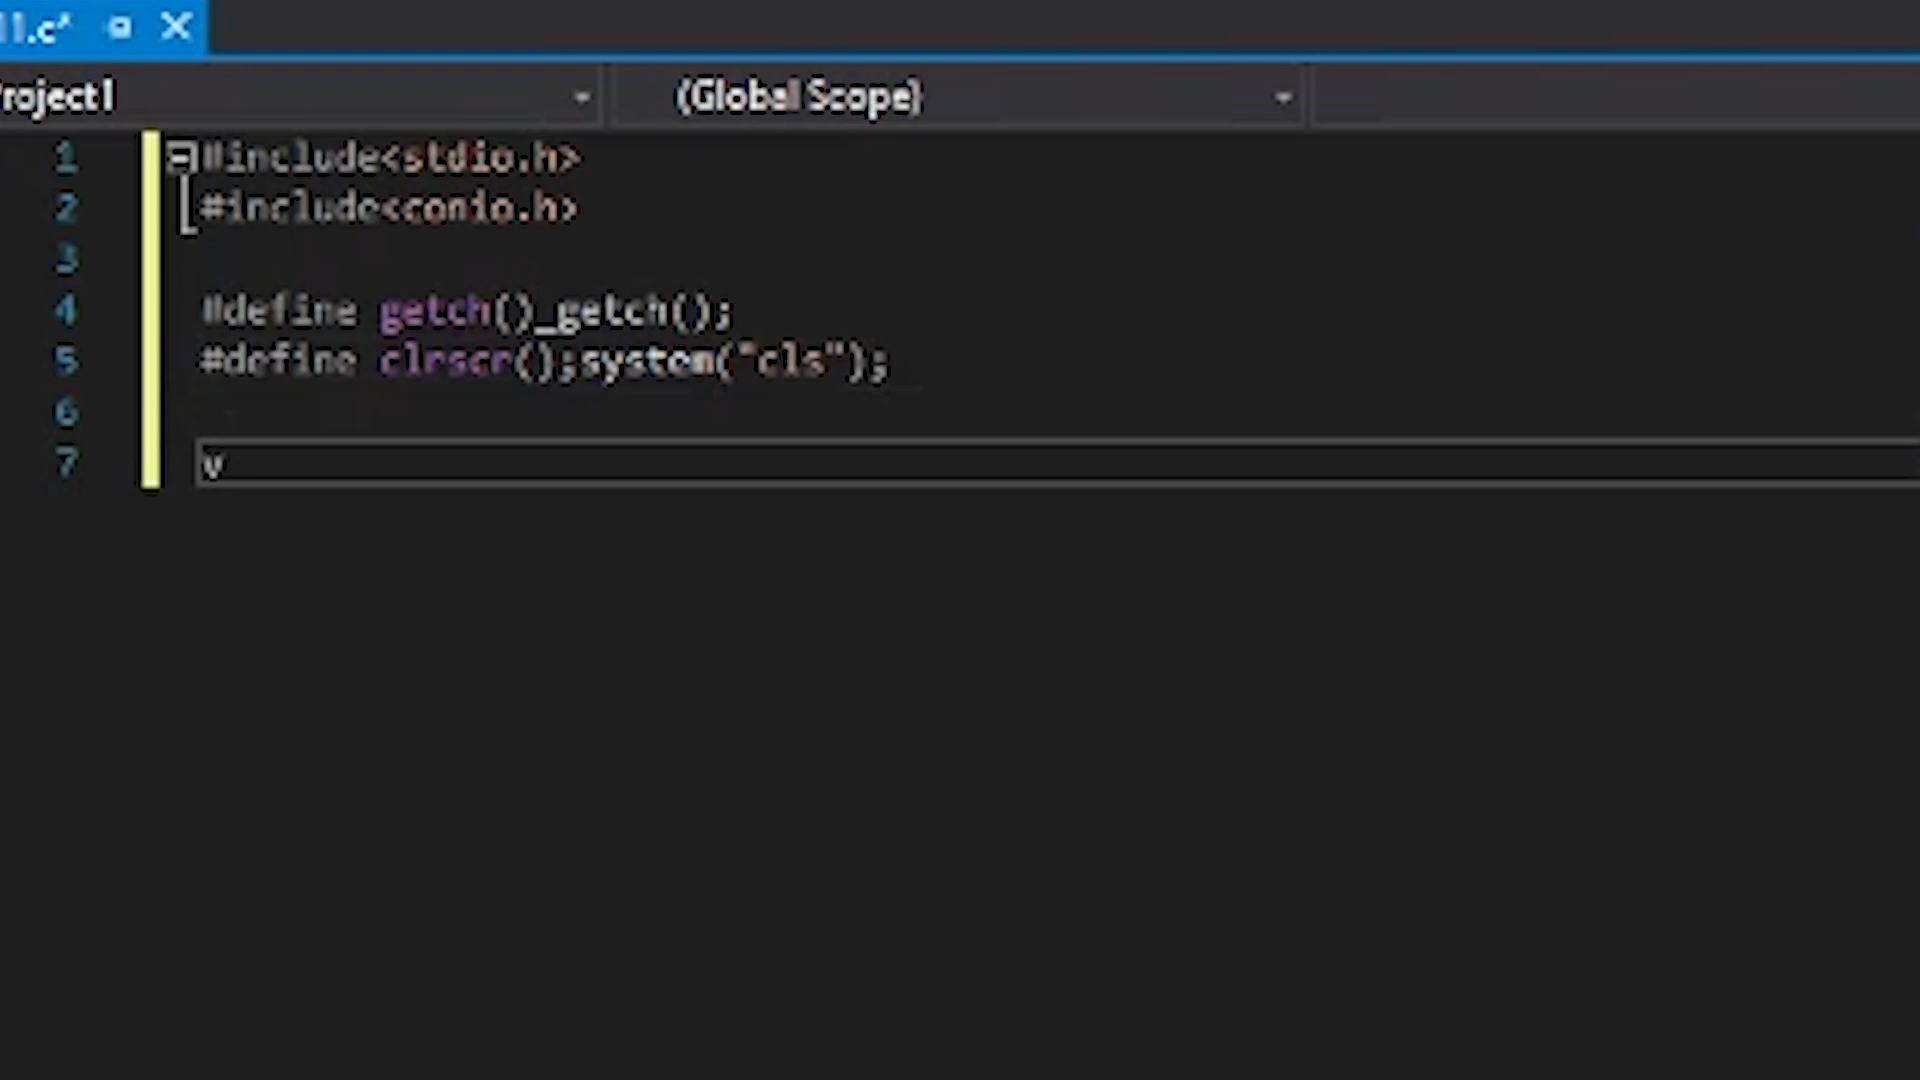 1.c*
roject1
(Global Scope)
1 #include<stdio.h>
2 #include<conio.h>
3
4 #define getch()_getch();
5 #define clrscr();system("cls");
6
7 v